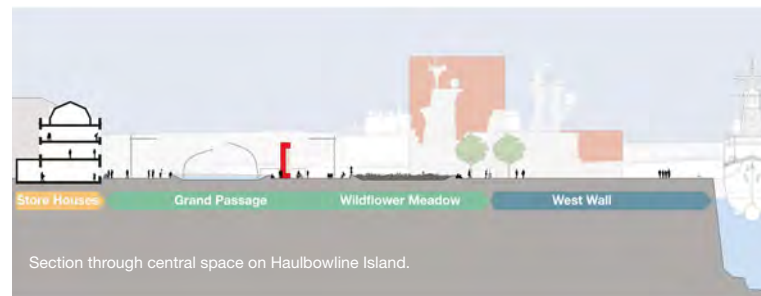 Store Houses
Grand Passage
Wildflower Meadow
West Wall
Section through central space on Haulbowline Island.